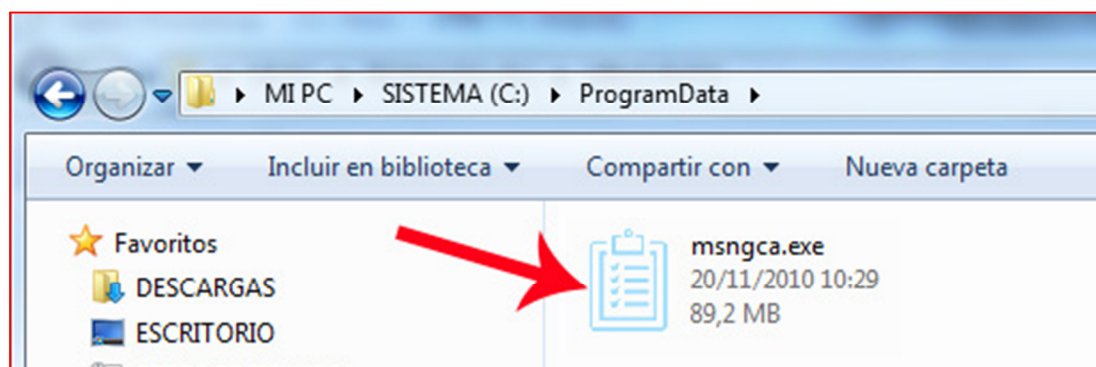 MI PC SISTEMA (C:) ProgramData
Organizar Incluir en biblioteca Compartir con Nueva carpeta
Favoritos
DESCARGAS
ESCRITORIO
msngca.exe
20/11/2010 10:29
89,2 MB